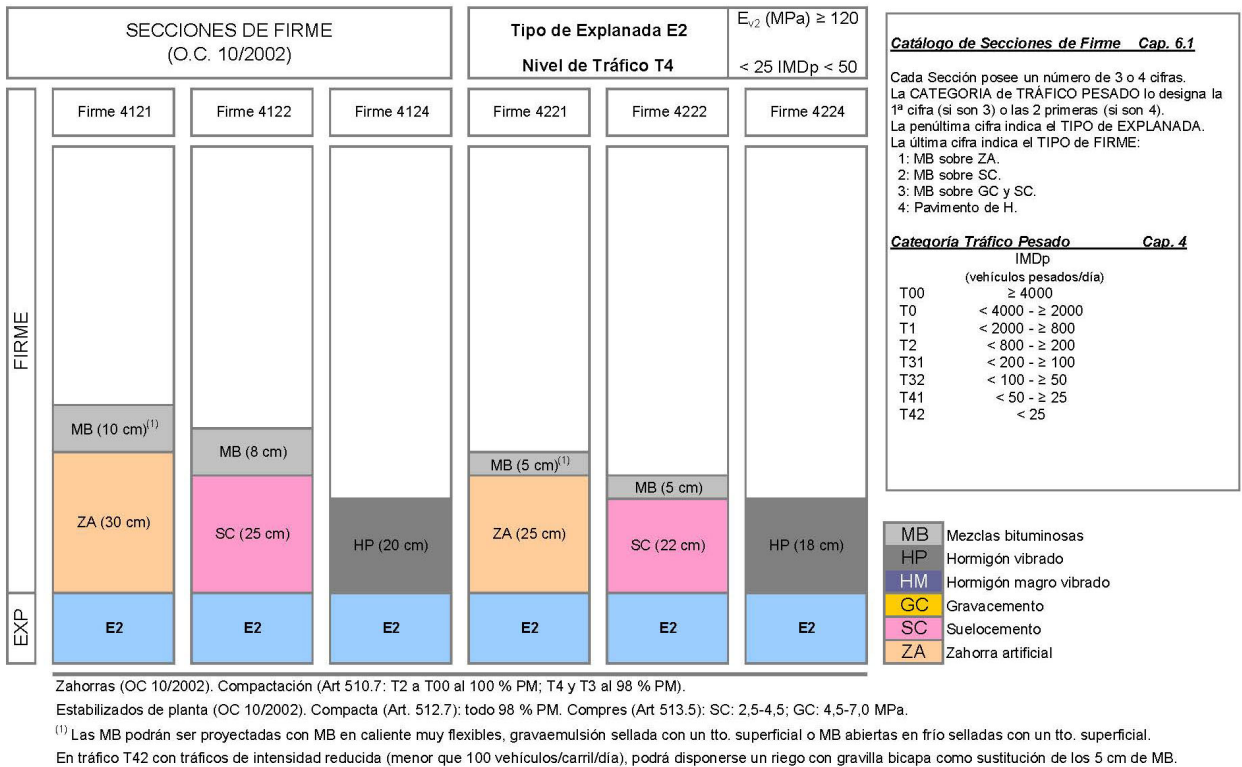 SECCIONES DE FIRME
(O.C. 10/2002)
Tipo de Explanada E2
Nivel de Tráfico T4
Ev2 (MPa) ≥ 120
< 25 IMDp < 50
FIRME
EXP
Firme 4121
Firme 4122
Firme 4124
Firme 4221
Firme 4222
Firme 4224
MB (10 cm)(1)
ZA (30 cm)
E2
MB (8 cm)
SC (25 cm)
E2
HP (20 cm)
E2
MB (5 cm)(1)
ZA (25 cm)
E2
MB (5 cm)
SC (22 cm)
E2
HP (18 cm)
E2
Catálogo de Secciones de Firme Cap. 6.1
Cada Sección posee un número de 3 o 4 cifras.
La CATEGORIA de TRÁFICO PESADO lo designa la
1ª cifra (si son 3) o las 2 primeras (si son 4).
La penúltima cifra indica el TIPO de EXPLANADA.
La última cifra indica el TIPO de FIRME:
1: MB sobre ZA.
2: MB sobre SC.
3: MB sobre GC y SC.
4: Pavimento de H.
Categoría Tráfico Pesado Cap. 4
IMDp
(vehículos pesados/día)
T00 ≥ 4000
T0 < 4000 - ≥ 2000
T1 < 2000 - ≥ 800
T2 < 800 - ≥ 200
T31 < 200 - ≥ 100
T32 < 100 - ≥ 50
T41 < 50 - ≥ 25
T42 < 25
MB Mezclas bituminosas
HP Hormigón vibrado
HM Hormigón magro vibrado
GC Gravacemento
SC Suelocemento
ZA Zahorra artificial
Zahorras (OC 10/2002). Compactación (Art 510.7: T2 a T00 al 100 % PM; T4 y T3 al 98 % PM).
Estabilizados de planta (OC 10/2002). Compacta (Art. 512.7): todo 98 % PM. Compres (Art 513.5): SC: 2,5-4,5; GC: 4,5-7,0 MPa.
(1) Las MB podrán ser proyectadas con MB en caliente muy flexibles, gravaemulsión sellada con un tto. superficial o MB abiertas en frío selladas con un tto. superficial.
En tráfico T42 con tráficos de intensidad reducida (menor que 100 vehículos/carril/día), podrá disponerse un riego con gravilla bicapa como sustitución de los 5 cm de MB.